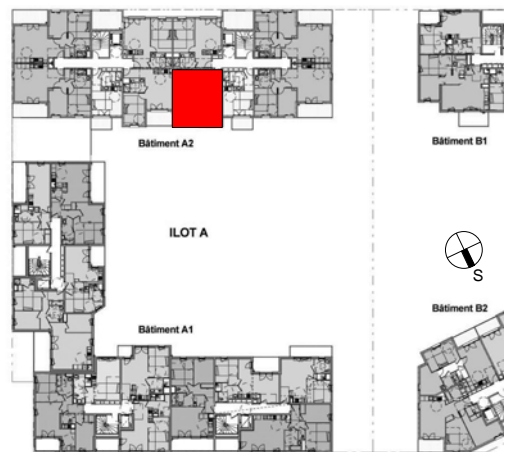 Bâtiment A2
Bâtiment B1
ILOT A
S
Bâtiment A1
Bâtiment B2